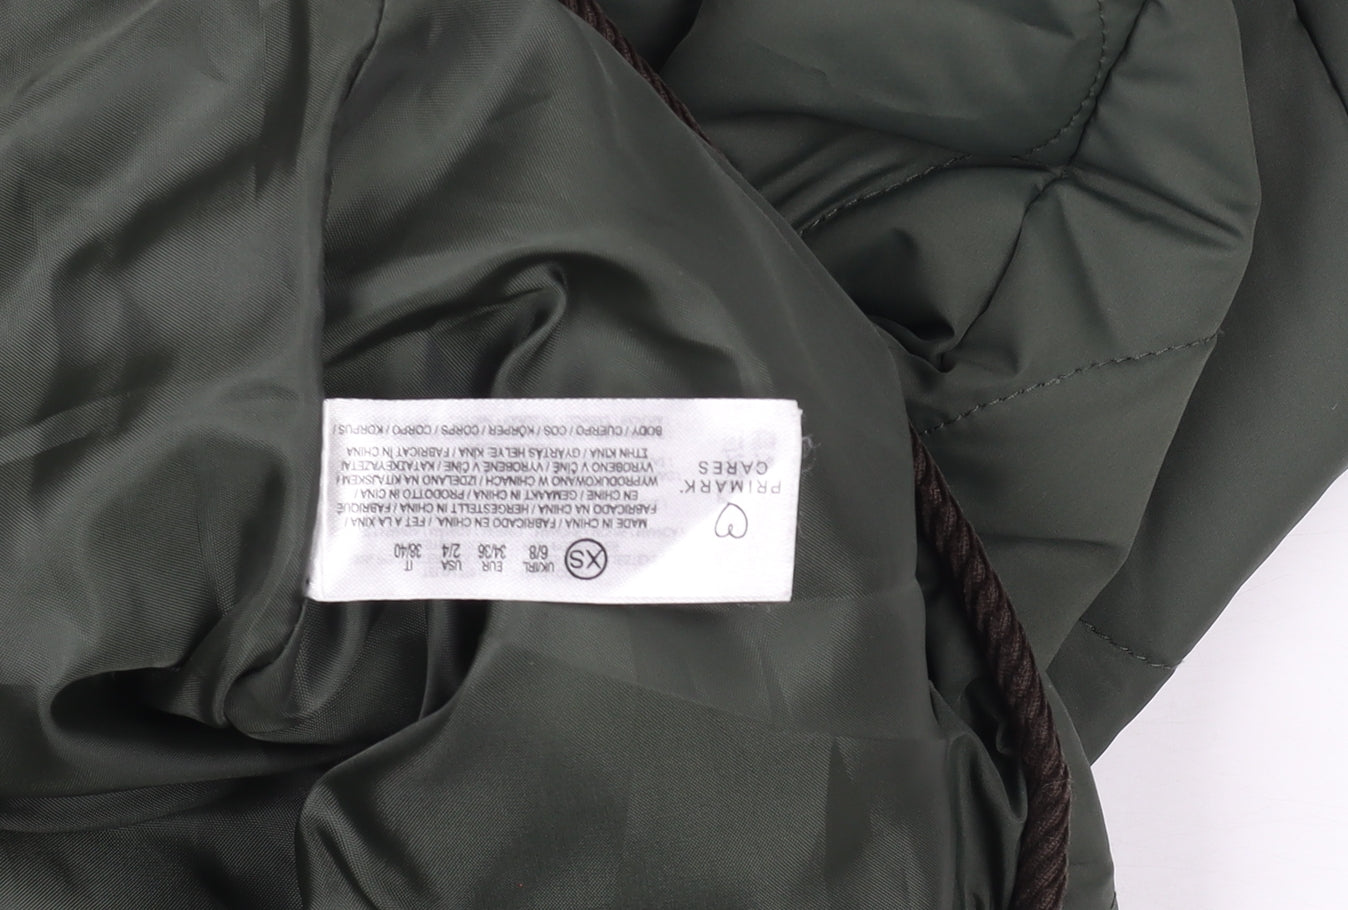 PRIMARK®
CARES
XS
UK/IRL EUR USA IT
6/8 34/36 2/4 38/40
MADE IN CHINA / FABRICADO EN CHINA / FET A LA XINA /
FABRICADO NA CHINA / HERGESTELLT IN CHINA / FABRIQUÉ
EN CHINE / GEMAAKT IN CHINA / PRODOTTO IN CINA /
WYPRODUKOWANO W CHINACH / IZDELANO NA KITAJSKEM /
VYROBENO V ČÍNĚ / VYROBENÉ V ČÍNE / ΚΑΤΑΣΚΕΥΑΖΕΤΑΙ
ΣΤΗΝ ΚΙΝΑ / GYÁRTÁS HELYE: KÍNA / FABRICAT ÎN CHINA
BODY / CUERPO / COS / KÖRPER / CORPS / CORPO / KORPUS /